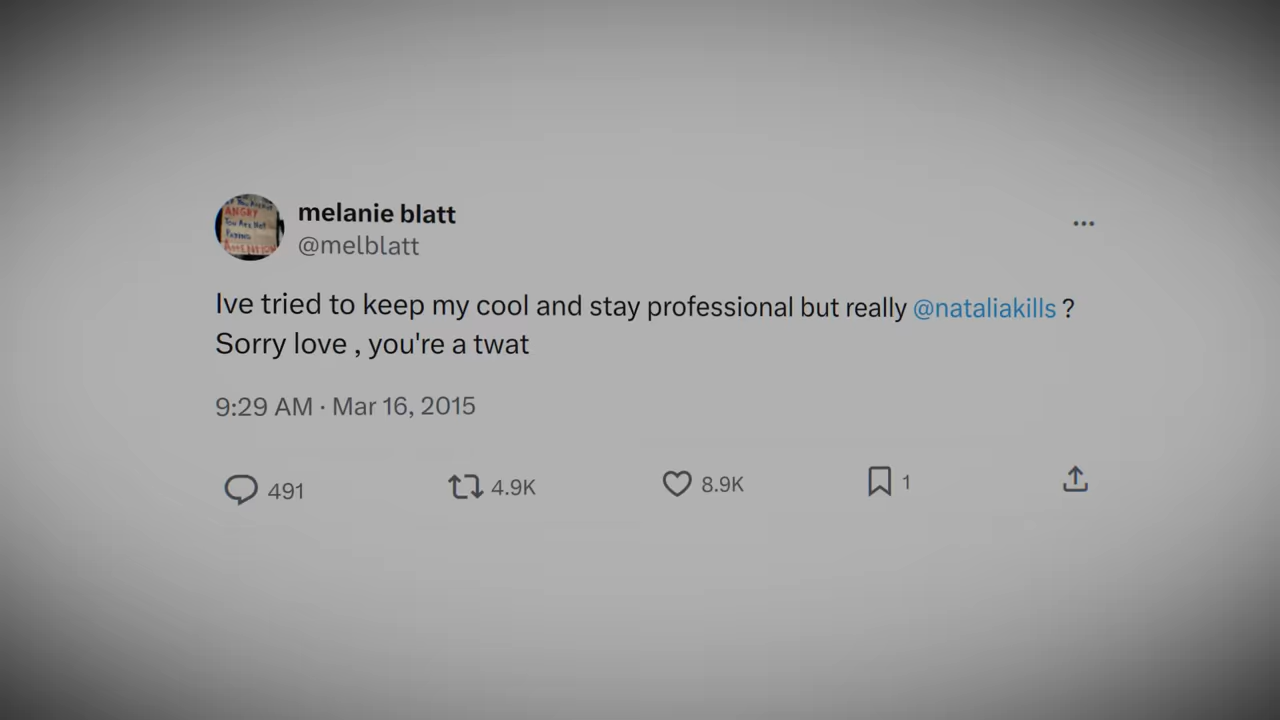 melanie blatt
@melblatt
Ive tried to keep my cool and stay professional but really @nataliakills ?
Sorry love , you're a twat
9:29 AM · Mar 16, 2015
491 4.9K 8.9K 1